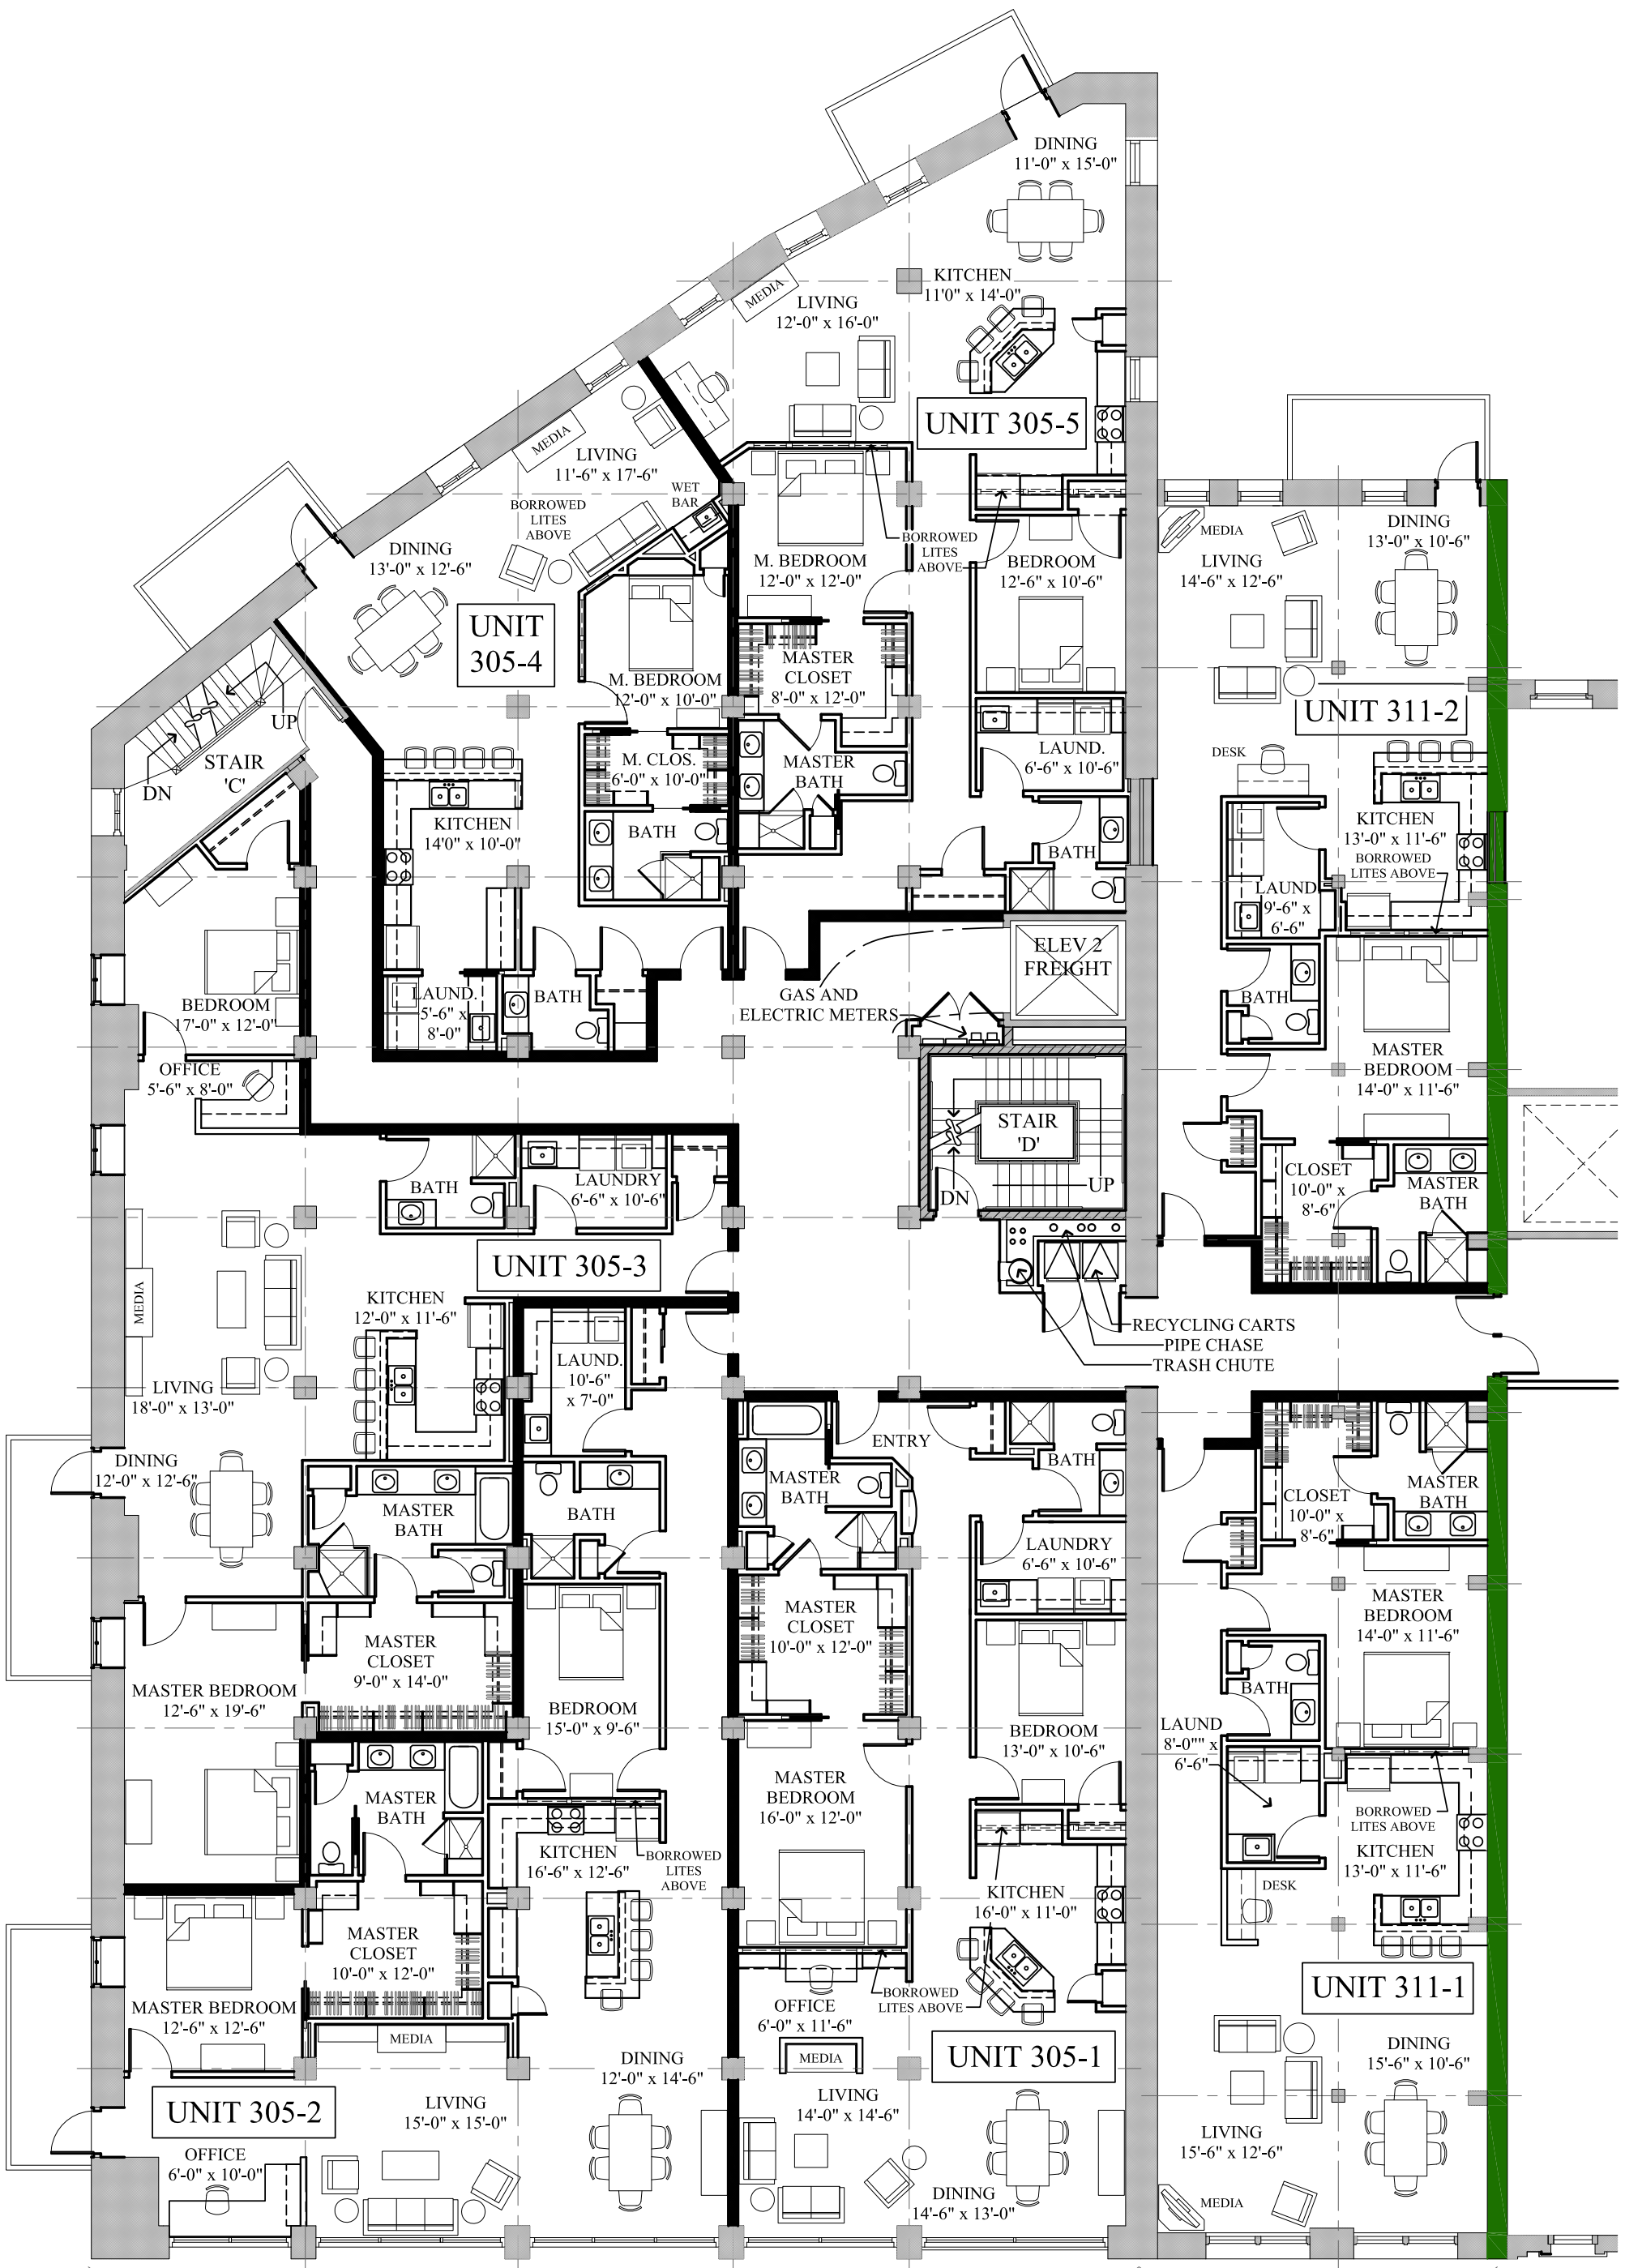 DINING
11'-0" x 15'-0"
KITCHEN
11'0" x 14'-0"
MEDIA
LIVING
12'-0" x 16'-0"
UNIT 305-5
MEDIA
LIVING
11'-6" x 17'-6"
WET
BAR
BORROWED
LITES
ABOVE
DINING
13'-0" x 12'-6"
UNIT
305-4
M. BEDROOM
12'-0" x 12'-0"
BORROWED
LITES
ABOVE
BEDROOM
12'-6" x 10'-6"
MEDIA
DINING
13'-0" x 10'-6"
LIVING
14'-6" x 12'-6"
UNIT 311-2
M. BEDROOM
12'-0" x 10'-0"
MASTER
CLOSET
8'-0" x 12'-0"
UP
STAIR
'C'
DN
M. CLOS.
6'-0" x 10'-0"
MASTER
BATH
LAUND.
6'-6" x 10'-6"
DESK
KITCHEN
14'0" x 10'-0"
BATH
BATH
KITCHEN
13'-0" x 11'-6"
BORROWED
LITES ABOVE
LAUND
9'-6" x
6'-6"
BEDROOM
17'-0" x 12'-0"
LAUND.
5'-6" x
8'-0"
BATH
GAS AND
ELECTRIC METERS
ELEV 2
FREIGHT
BATH
OFFICE
5'-6" x 8'-0"
MASTER
BEDROOM
14'-0" x 11'-6"
STAIR
'D'
DN
UP
BATH
LAUNDRY
6'-6" x 10'-6"
CLOSET
10'-0" x
8'-6"
MASTER
BATH
UNIT 305-3
MEDIA
KITCHEN
12'-0" x 11'-6"
RECYCLING CARTS
PIPE CHASE
TRASH CHUTE
LIVING
18'-0" x 13'-0"
LAUND.
10'-6"
x 7'-0"
DINING
12'-0" x 12'-6"
ENTRY
BATH
MASTER
BATH
MASTER
BATH
BATH
CLOSET
10'-0" x
8'-6"
MASTER
BATH
LAUNDRY
6'-6" x 10'-6"
MASTER
CLOSET
9'-0" x 14'-0"
MASTER
CLOSET
10'-0" x 12'-0"
MASTER
BEDROOM
14'-0" x 11'-6"
MASTER BEDROOM
12'-6" x 19'-6"
BEDROOM
15'-0" x 9'-6"
BEDROOM
13'-0" x 10'-6"
BATH
LAUND
8'-0"" x
6'-6"
MASTER
BATH
MASTER
BEDROOM
16'-0" x 12'-0"
KITCHEN
16'-6" x 12'-6"
BORROWED
LITES
ABOVE
BORROWED
LITES ABOVE
KITCHEN
13'-0" x 11'-6"
DESK
KITCHEN
16'-0" x 11'-0"
MASTER
CLOSET
10'-0" x 12'-0"
MASTER BEDROOM
12'-6" x 12'-6"
BORROWED
LITES ABOVE
OFFICE
6'-0" x 11'-6"
UNIT 311-1
MEDIA
MEDIA
UNIT 305-1
DINING
12'-0" x 14'-6"
DINING
15'-6" x 10'-6"
UNIT 305-2
LIVING
15'-0" x 15'-0"
LIVING
14'-0" x 14'-6"
LIVING
15'-6" x 12'-6"
OFFICE
6'-0" x 10'-0"
DINING
14'-6" x 13'-0"
MEDIA